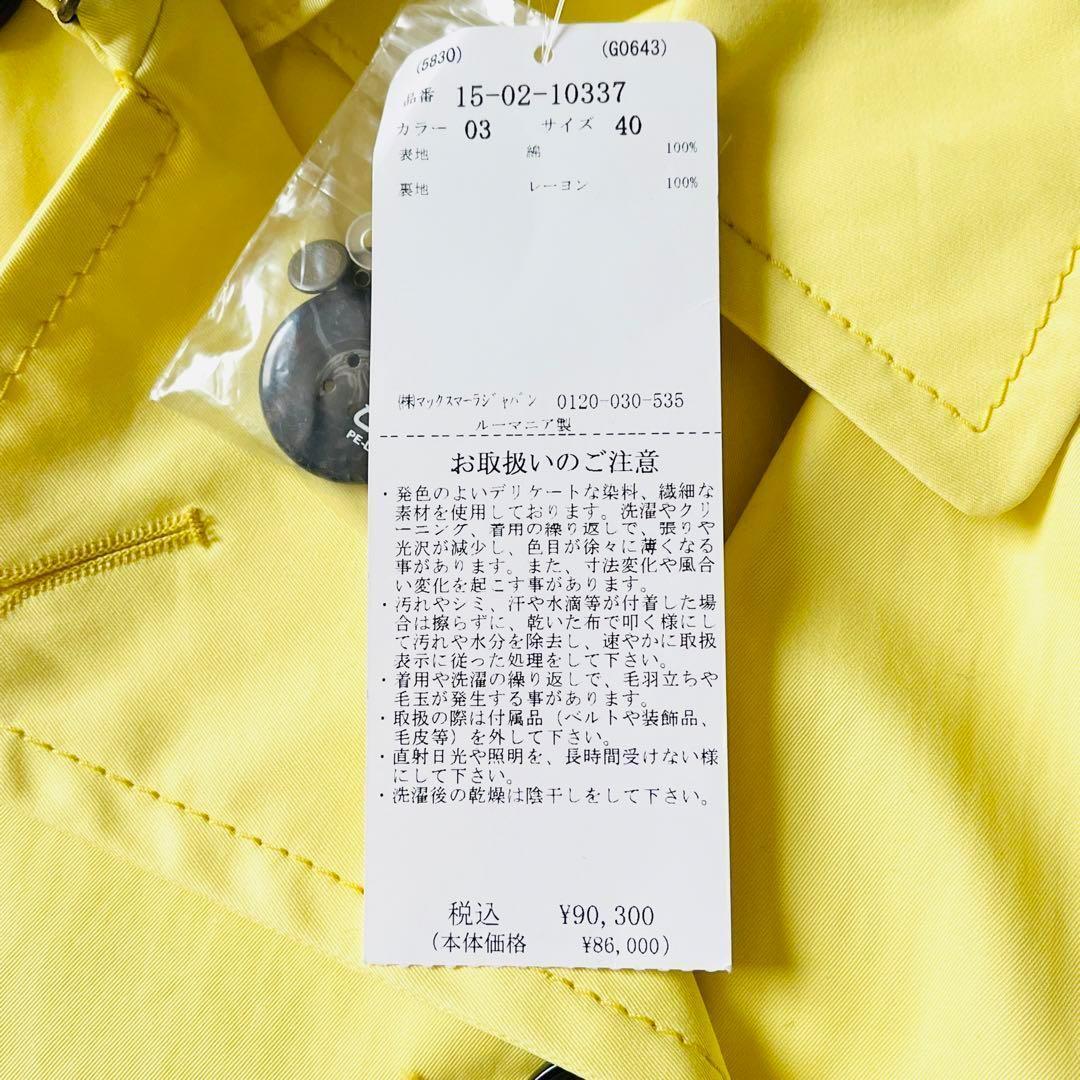 (5830) (G0643)
品番 15-02-10337
カラー 03 サイズ 40
表地 綿 100%
裏地 レーヨン 100%
㈱マックスマーラジャパン 0120-030-535
ルーマニア製
お取扱いのご注意
・発色のよいデリケートな染料、繊細な
素材を使用しております。洗濯やクリ
ーニング、着用の繰り返しで、張りや
光沢が減少し、色目が徐々に薄くなる
事があります。また、寸法変化や風合
い変化を起こす事があります。
・汚れやシミ、汗や水滴等が付着した場
合は擦らずに、乾いた布で叩く様にし
て汚れや水分を除去し、速やかに取扱
表示に従った処理をして下さい。
・着用や洗濯の繰り返しで、毛羽立ちや
毛玉が発生する事があります。
・取扱の際は付属品（ベルトや装飾品、
毛皮等）を外して下さい。
・直射日光や照明を、長時間受けない様
にして下さい。
・洗濯後の乾燥は陰干しをして下さい。
税込 ¥90,300
(本体価格 ¥86,000)